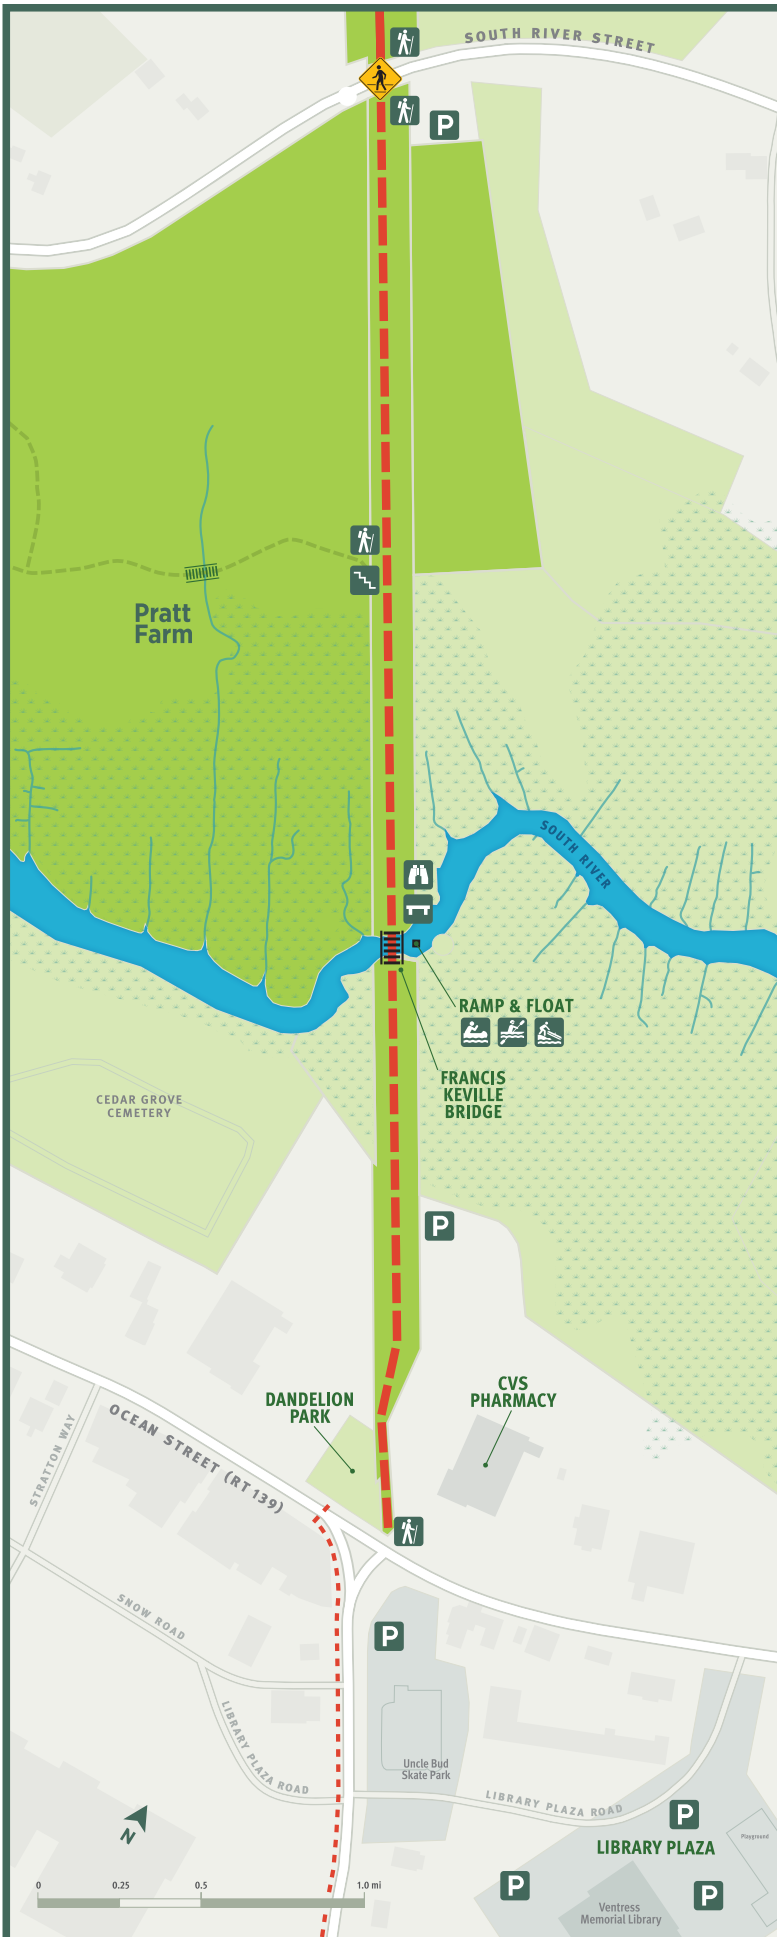 SOUTH RIVER STREET
P
Pratt
Farm
SOUTH RIVER
RAMP & FLOAT
FRANCIS
KEVILLE
BRIDGE
CEDAR GROVE
CEMETERY
P
DANDELION
PARK
CVS
PHARMACY
OCEAN STREET (RT 139)
STRATTON WAY
SNOW ROAD
P
LIBRARY PLAZA ROAD
Uncle Bud
Skate Park
LIBRARY PLAZA ROAD
P
LIBRARY PLAZA
Playground
N
P
P
Ventress
Memorial Library
0 0.25 0.5 1.0 mi